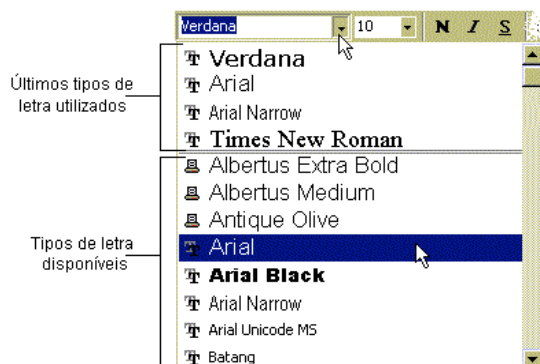 Verdana 10 N I S
Verdana
Últimos tipos de
letra utilizados
Arial
Arial Narrow
Times New Roman
Albertus Extra Bold
Albertus Medium
Antique Olive
Tipos de letra
disponíveis
Arial
Arial Black
Arial Narrow
Arial Unicode MS
Batang